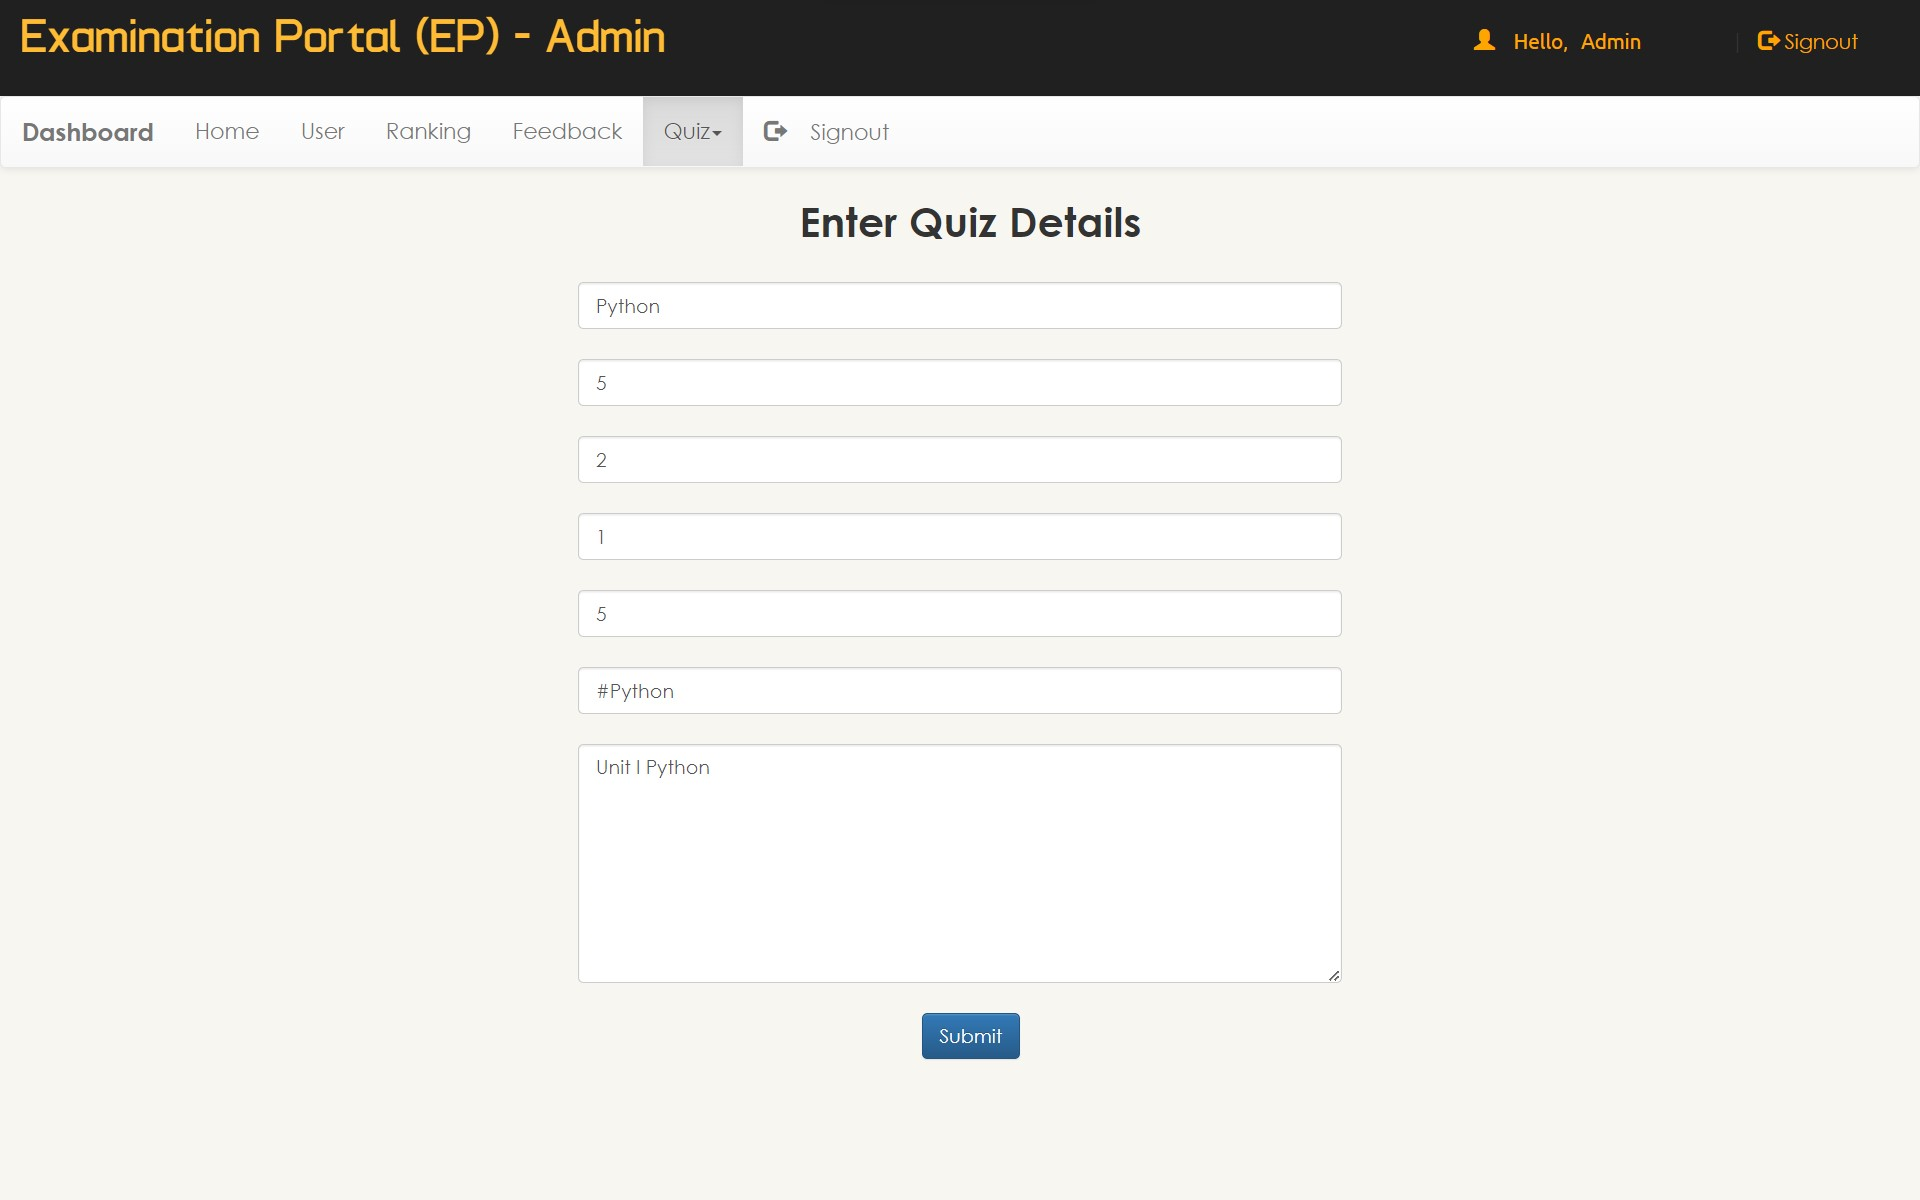 Examination Portal (EP) - Admin
Hello, Admin
Signout
Dashboard Home User Ranking Feedback Quiz Signout
Enter Quiz Details
Python
5
2
1
5
#Python
Unit I Python
Submit